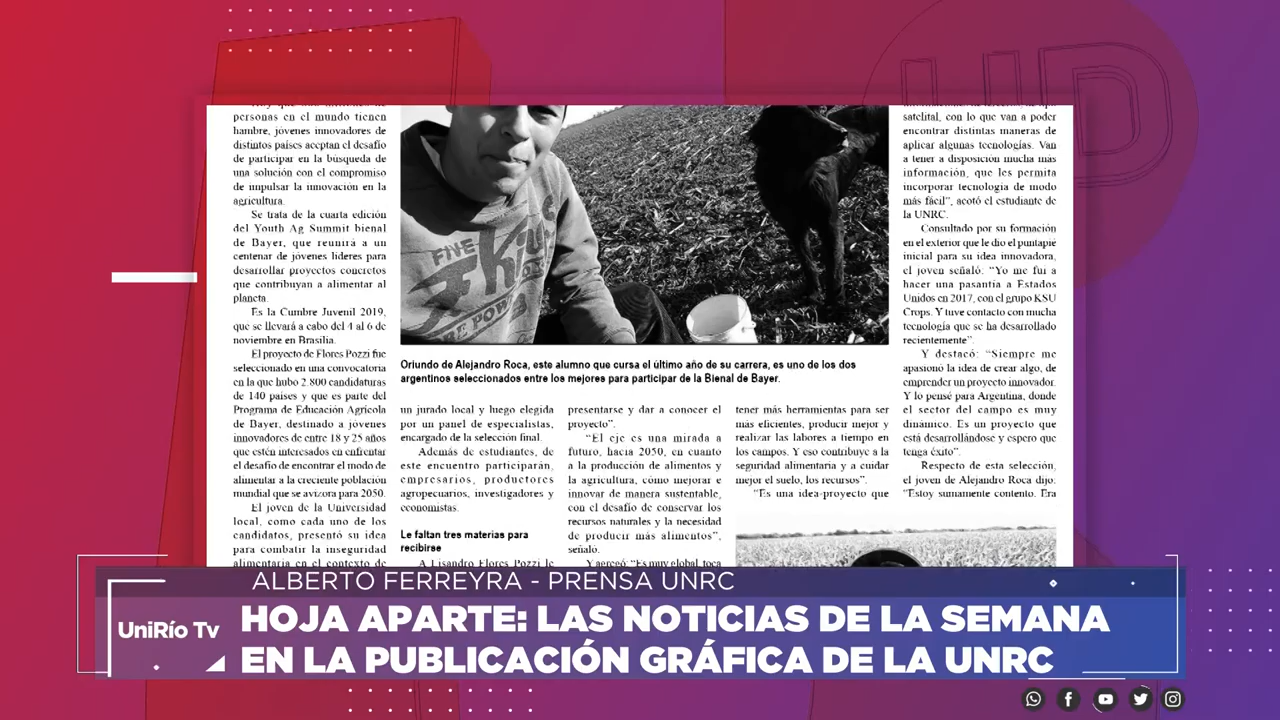 personas en el mundo tienen
hambre, jóvenes innovadores de
distintos países aceptan el desafío
de participar en la búsqueda de
una solución con el compromiso
de impulsar la innovación en la
agricultura.
Se trata de la cuarta edición
del Youth Ag Summit bienal
de Bayer, que reunirá a un
centenar de jóvenes líderes para
desarrollar proyectos concretos
que contribuyan a alimentar al
planeta.
Es la Cumbre Juvenil 2019,
que se llevará a cabo del 4 al 6 de
noviembre en Brasilia.
El proyecto de Flores Pozzi fue
seleccionado en una convocatoria
en la que hubo 2.800 candidaturas
de 140 países y que es parte del
Programa de Educación Agrícola
de Bayer, destinado a jóvenes
innovadores de entre 18 y 25 años
que estén interesados en enfrentar
el desafío de encontrar el modo de
alimentar a la creciente población
mundial que se avizora para 2050.
El joven de la Universidad
local, como cada uno de los
candidatos, presentó su idea
para combatir la inseguridad
alimentaria en el contexto de
FIVE
Oriundo de Alejandro Roca, este alumno que cursa el último año de su carrera, es uno de los dos
argentinos seleccionados entre los mejores para participar de la Bienal de Bayer.
un jurado local y luego elegida
por un panel de especialistas,
encargado de la selección final.
Además de estudiantes, de
este encuentro participarán,
empresarios, productores
agropecuarios, investigadores y
economistas.
Le faltan tres materias para
recibirse
A Lisandro Flores Pozzi le
presentarse y dar a conocer el
proyecto".
"El eje es una mirada a
futuro, hacia 2050, en cuanto
a la producción de alimentos y
la agricultura, cómo mejorar e
innovar de manera sustentable,
con el desafío de conservar los
recursos naturales y la necesidad
de producir más alimentos",
señaló.
Y agregó: "Es muy global, toca
tener más herramientas para ser
más eficientes, producir mejor y
realizar las labores a tiempo en
los campos. Y eso contribuye a la
seguridad alimentaria y a cuidar
mejor el suelo, los recursos".
"Es una idea-proyecto que
satelital, con lo que van a poder
encontrar distintas maneras de
aplicar algunas tecnologías. Van
a tener a disposición mucha más
información, que les permita
incorporar tecnología de modo
más fácil", acotó el estudiante de
la UNRC.
Consultado por su formación
en el exterior que le dio el puntapié
inicial para su idea innovadora,
el joven señaló: "Yo me fui a
hacer una pasantía a Estados
Unidos en 2017, con el grupo KSU
Crops. Y tuve contacto con mucha
tecnología que se ha desarrollado
recientemente".
Y destacó: "Siempre me
apasionó la idea de crear algo, de
emprender un proyecto innovador.
Y lo pensé para Argentina, donde
el sector del campo es muy
dinámico. Es un proyecto que
está desarrollándose y espero que
tenga éxito".
Respecto de esta selección,
el joven de Alejandro Roca dijo:
"Estoy sumamente contento. Era
ALBERTO FERREYRA - PRENSA UNRC
UniRío Tv
HOJA APARTE: LAS NOTICIAS DE LA SEMANA
EN LA PUBLICACIÓN GRÁFICA DE LA UNRC